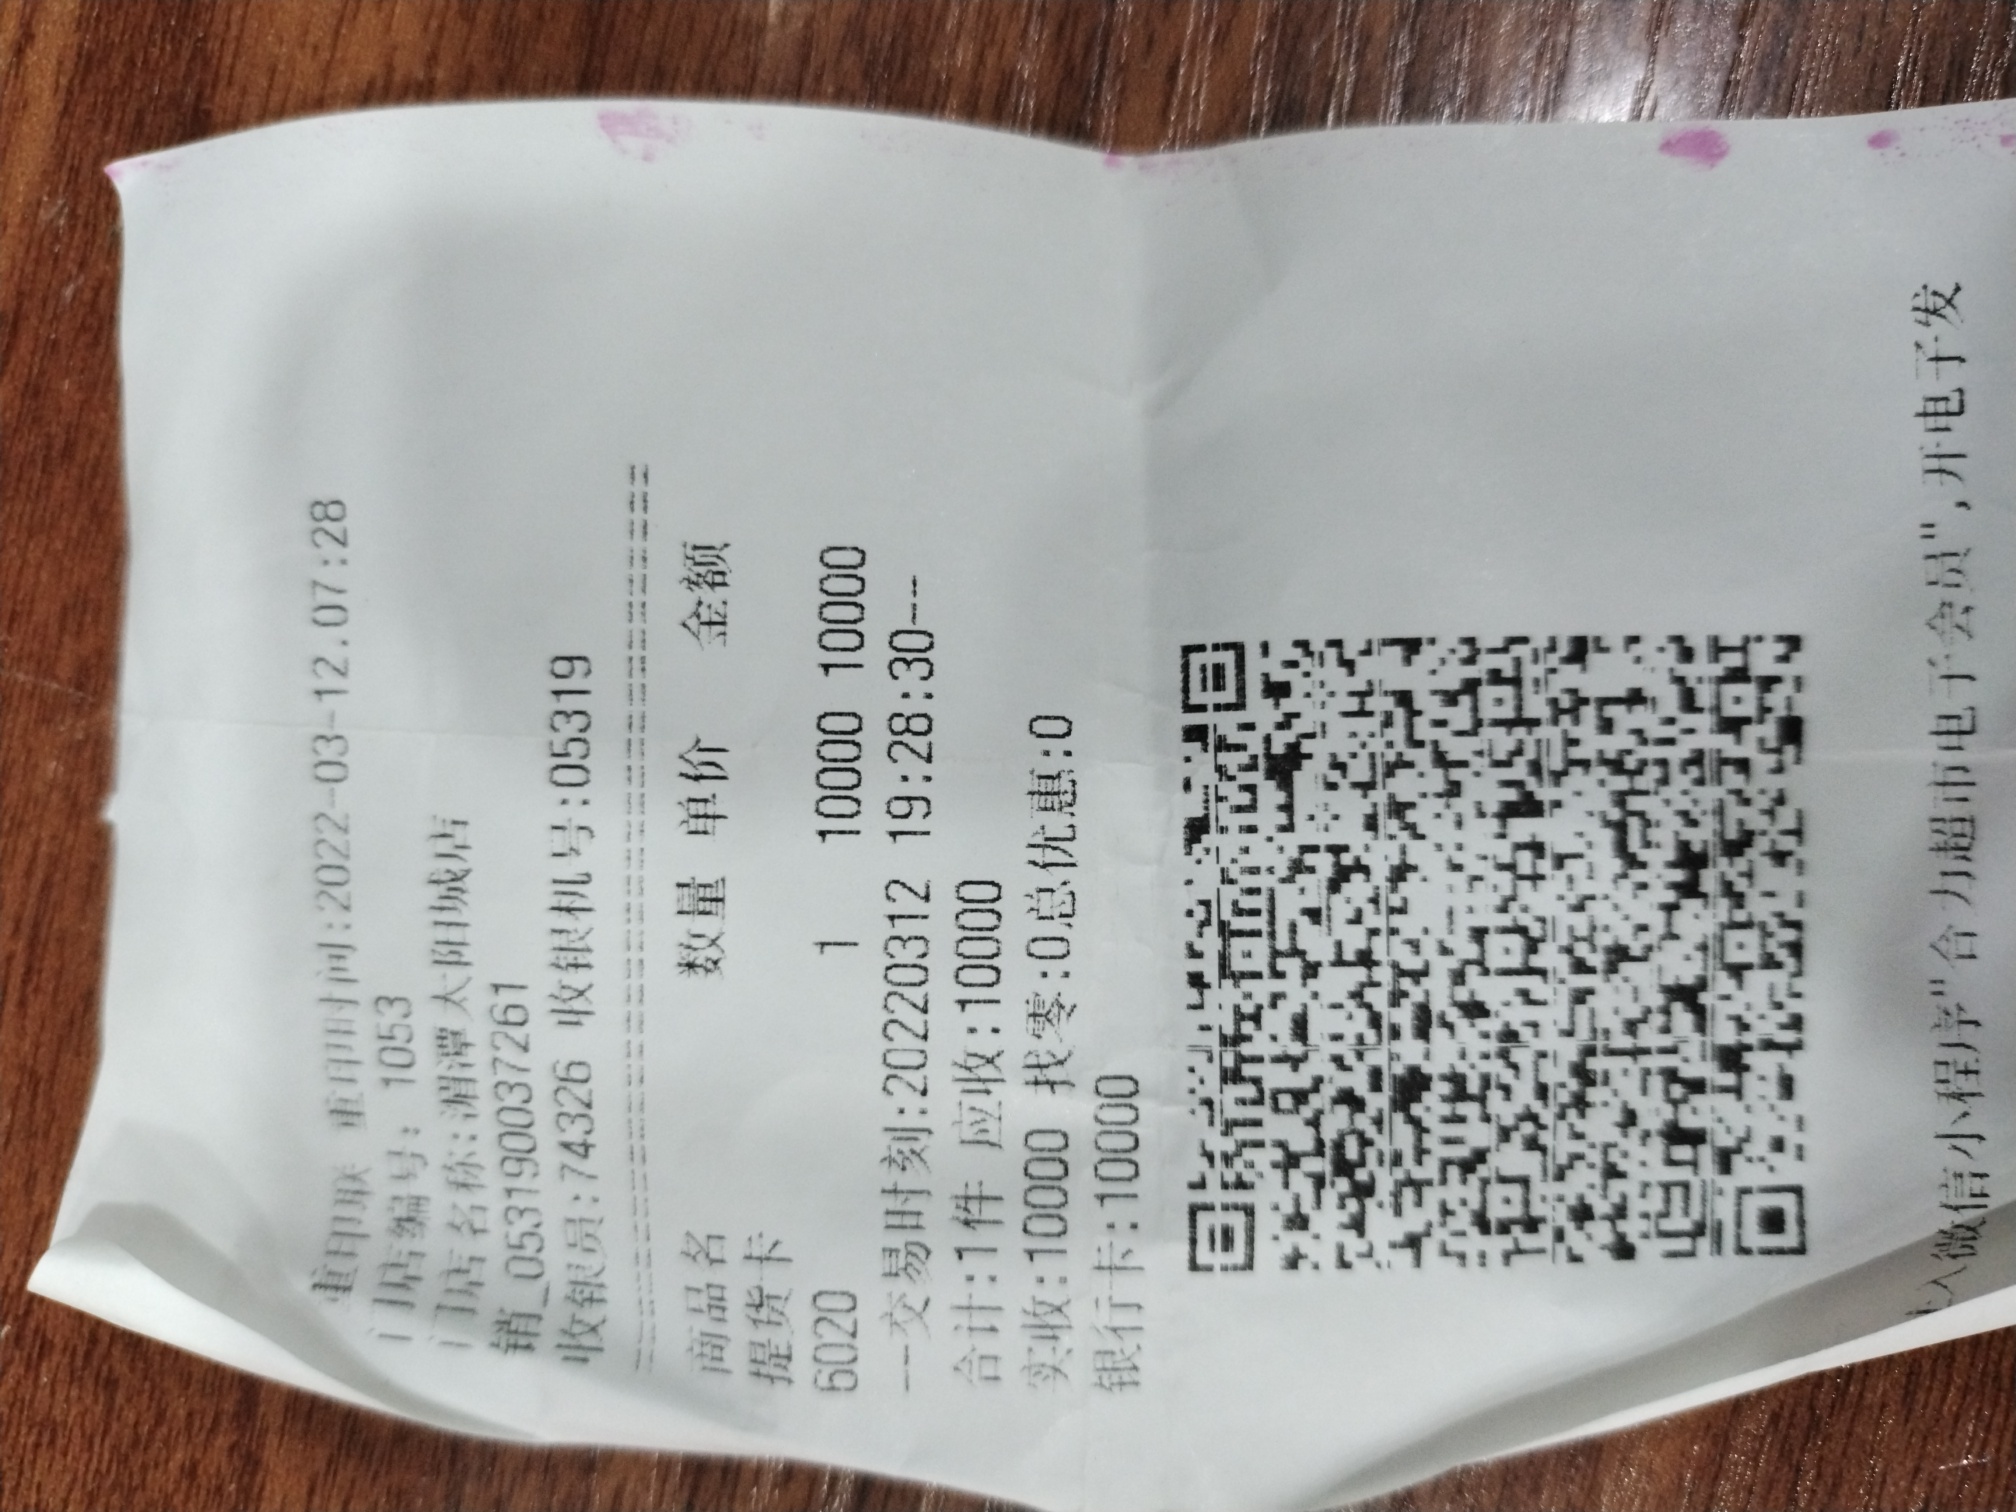 重印联 重印时间:2022-03-12.07:28
门店编号: 1053
门店名称:湄潭太阳城店
销_053190037261
收银员:74326 收银机号:05319
商品名 数量 单价 金额
提货卡
6020 1 10000 10000
--交易时刻:20220312 19:28:30--
合计:1件 应收:10000
实收:10000 找零:0总优惠:0
银行卡:10000
进入微信小程序"合力超市电子会员",开电子发